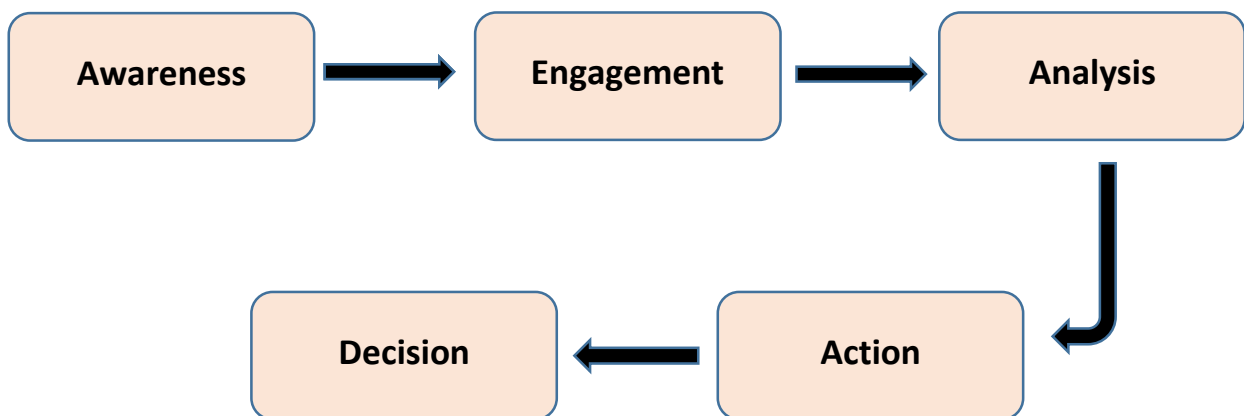 Awareness
Engagement
Analysis
Action
Decision